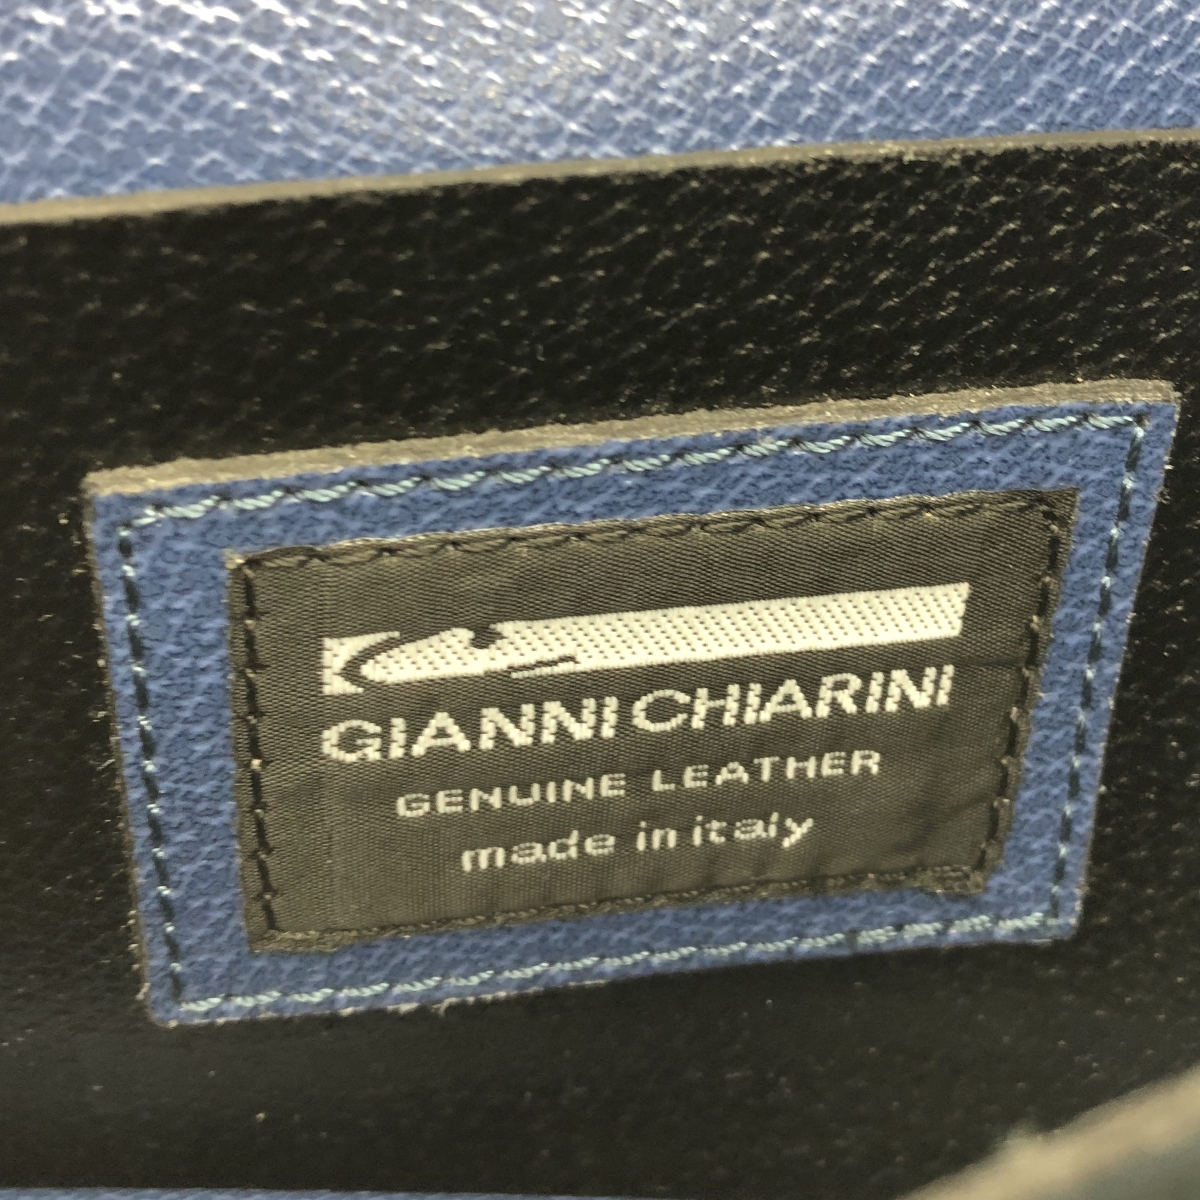 GIANNI CHIARINI
GENUINE LEATHER
made in italy